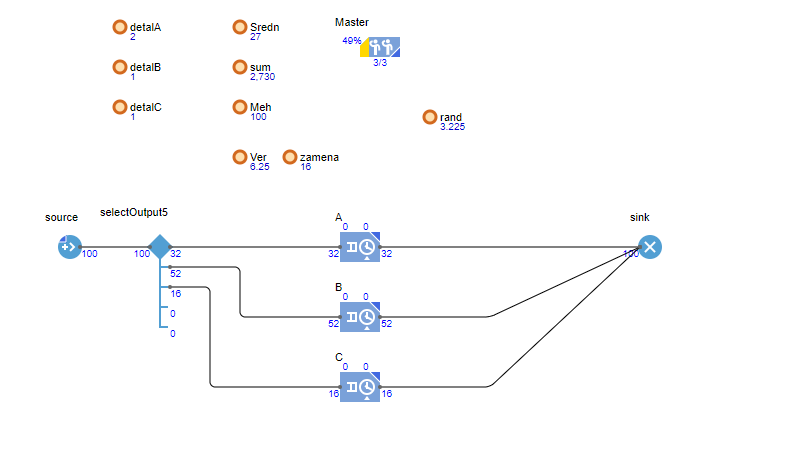 detalA
2
detalB
1
detalC
1
Sredn
27
sum
2,730
Meh
100
Ver
6.25
zamena
16
Master
49%
3/3
rand
3.225
source
100
selectOutput5
100
32
52
16
0
0
A
0 0
32
32
B
0 0
52
52
C
0 0
16
16
sink
100